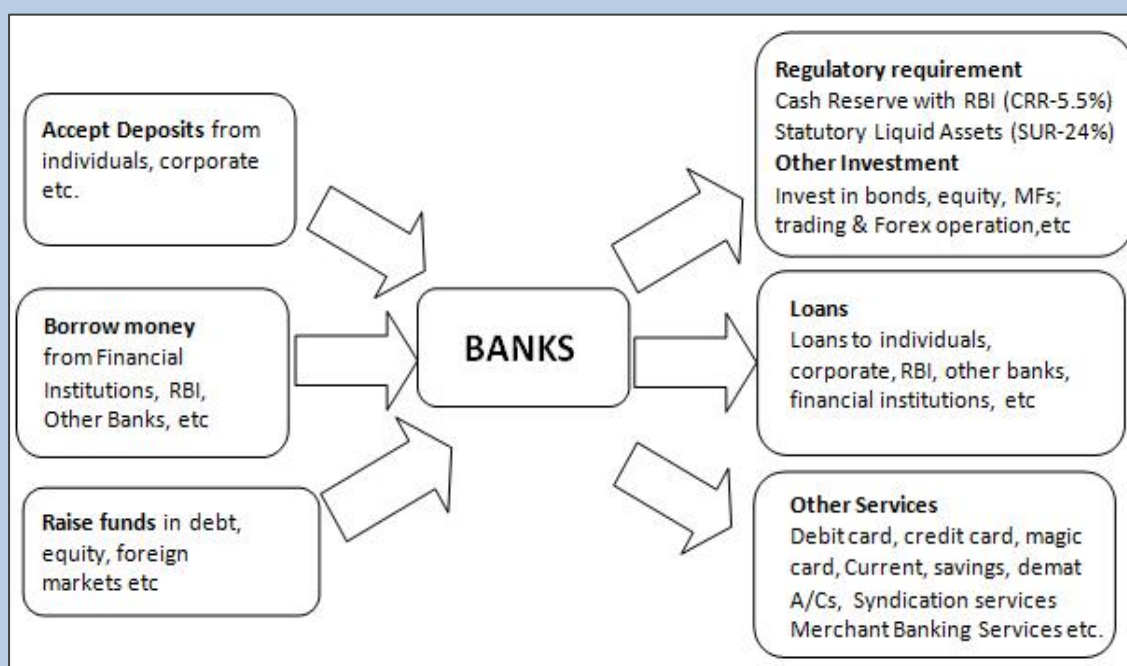 Accept Deposits from
individuals, corporate
etc.
Borrow money
from Financial
Institutions, RBI,
Other Banks, etc
Raise funds in debt,
equity, foreign
markets etc
BANKS
Regulatory requirement
Cash Reserve with RBI (CRR-5.5%)
Statutory Liquid Assets (SUR-24%)
Other Investment
Invest in bonds, equity, MFs;
trading & Forex operation,etc
Loans
Loans to individuals,
corporate, RBI, other banks,
financial institutions, etc
Other Services
Debit card, credit card, magic
card, Current, savings, demat
A/Cs, Syndication services
Merchant Banking Services etc.